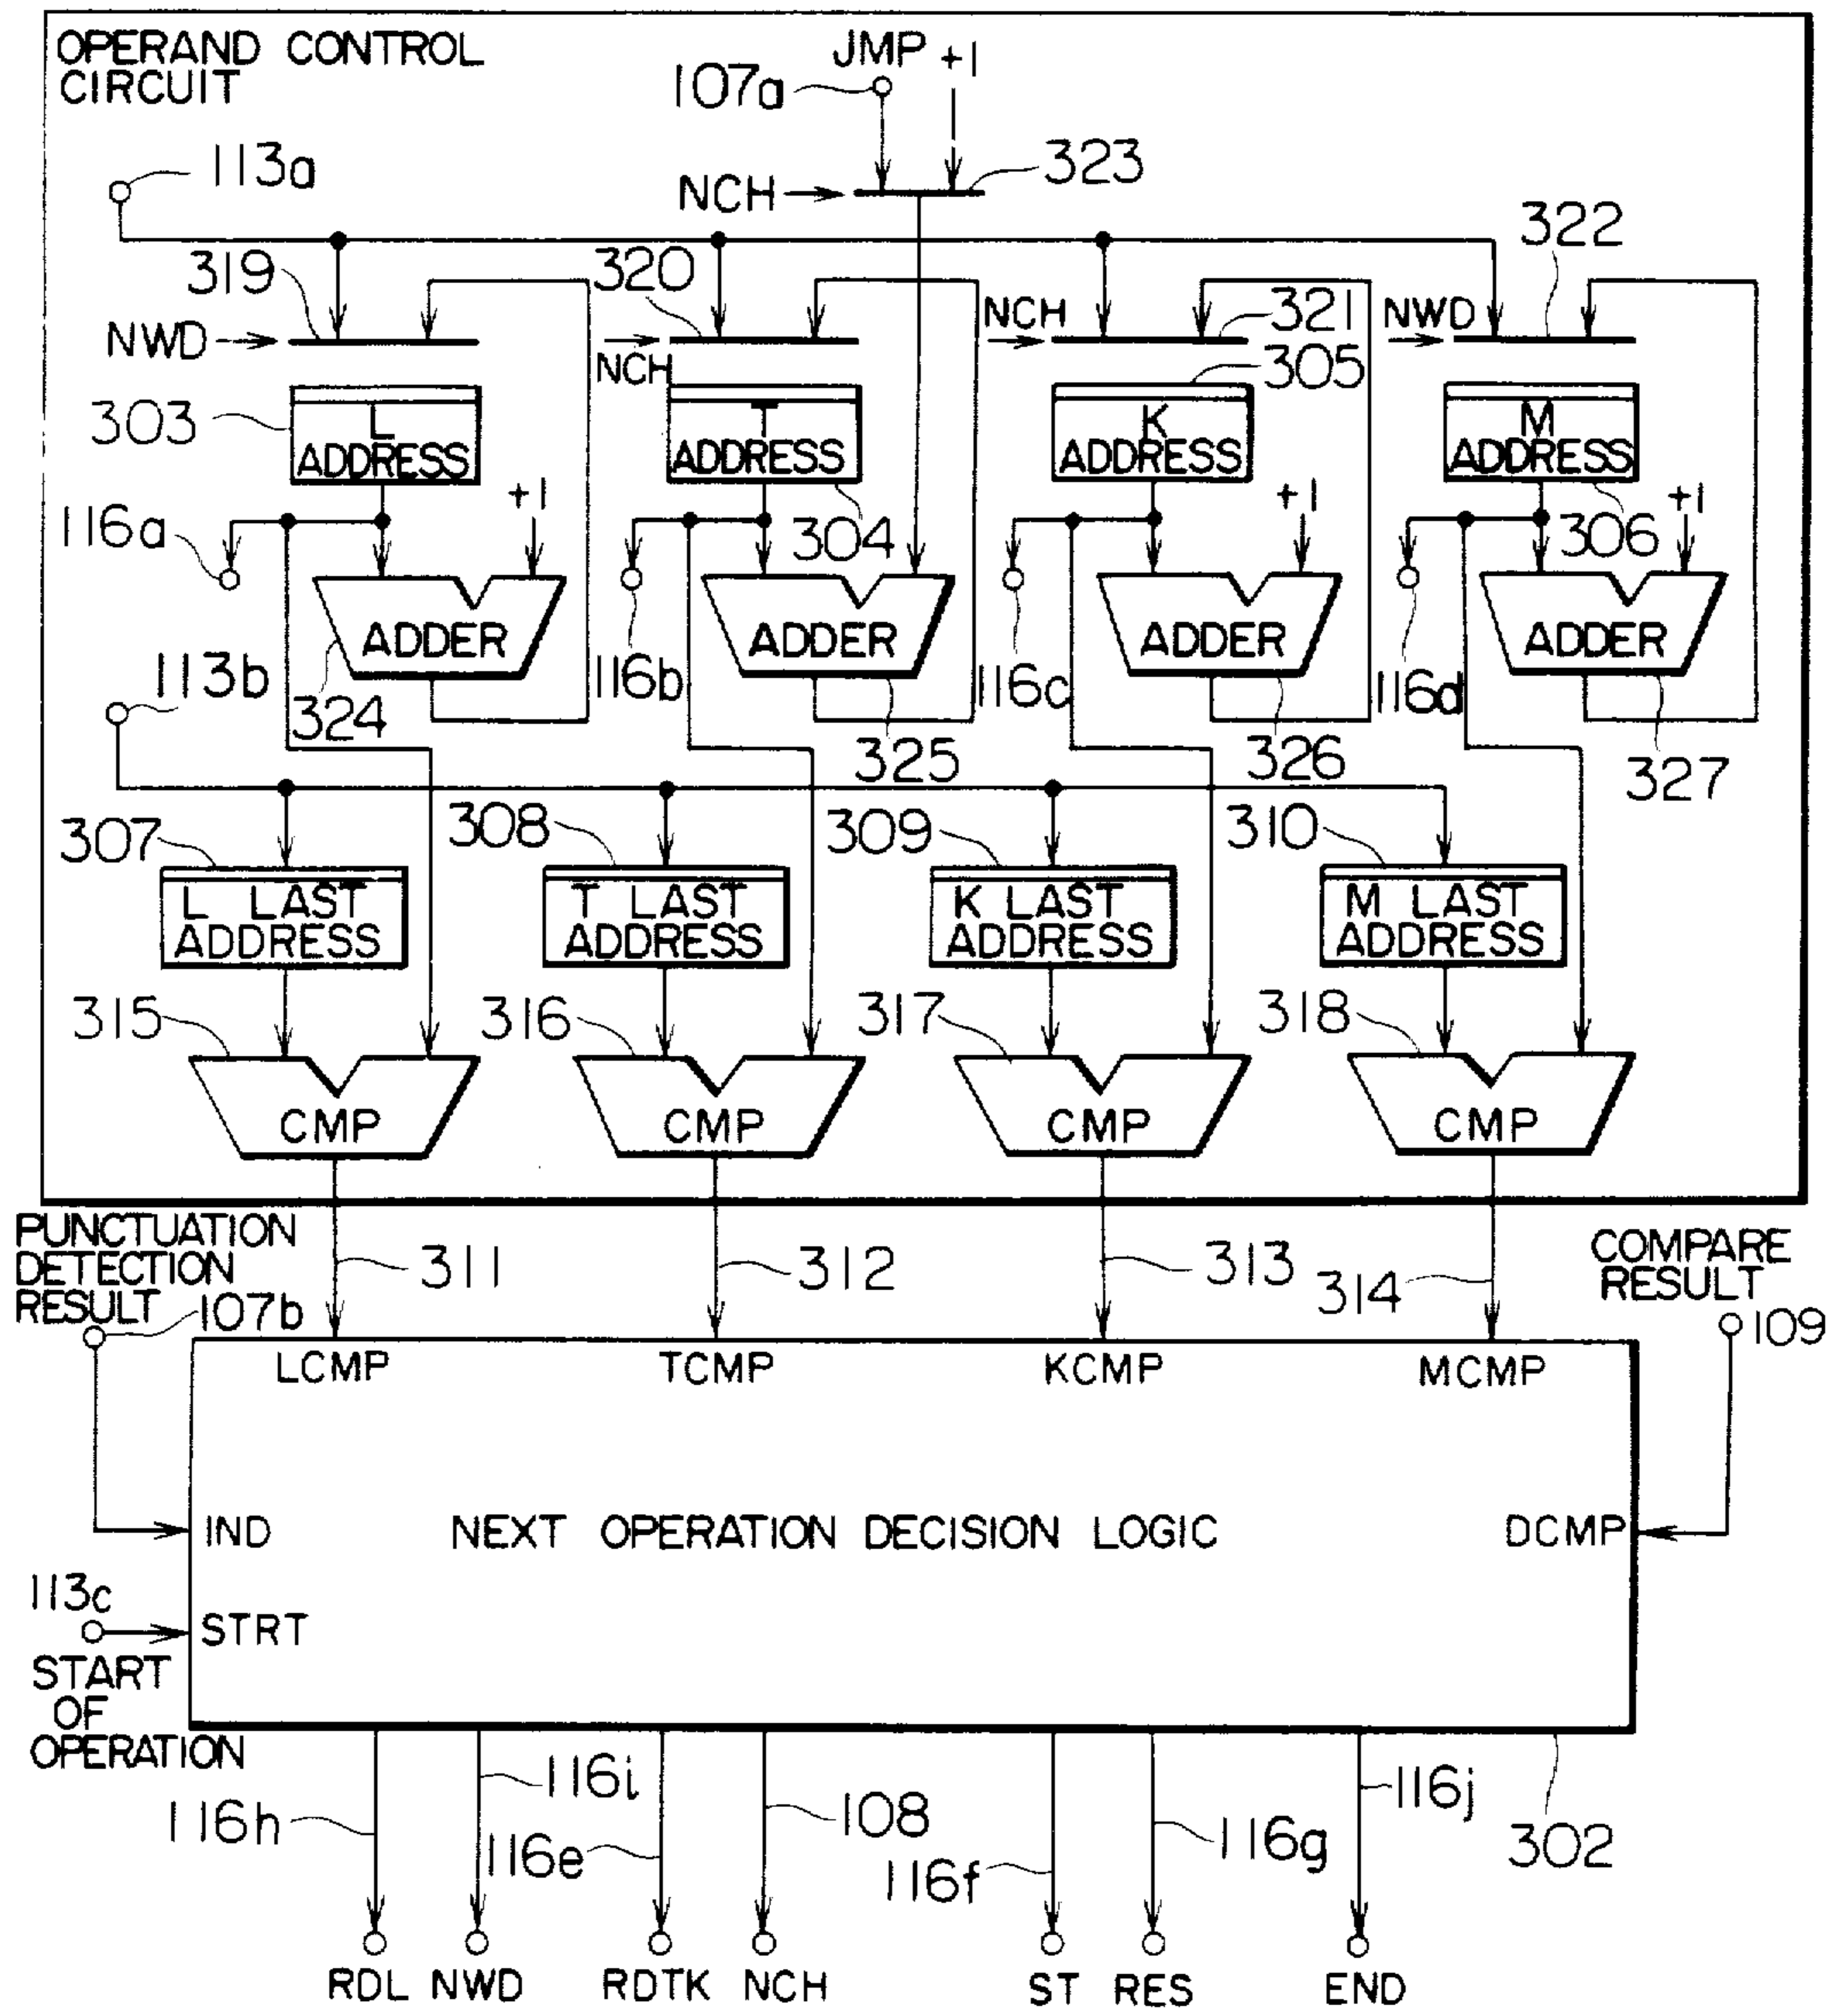 OPERAND CONTROL
CIRCUIT
JMP +1
107a
113a
NCH
323
322
319
320
NCH
321
NWD
NWD
NCH
305
303
L
ADDRESS
T
ADDRESS
K
ADDRESS
M
ADDRESS
+1
+1
+1
116a
304
306
ADDER
ADDER
ADDER
ADDER
113b
324
116b
325
116c
326
116d
327
307
308
309
310
L LAST
ADDRESS
T LAST
ADDRESS
K LAST
ADDRESS
M LAST
ADDRESS
315
316
317
318
CMP
CMP
CMP
CMP
PUNCTUATION
DETECTION
RESULT
107b
311
312
313
314
COMPARE
RESULT
109
LCMP
TCMP
KCMP
MCMP
IND
NEXT OPERATION DECISION LOGIC
DCMP
113c
STRT
START
OF
OPERATION
116h
116i
116e
108
116f
116g
116j
302
RDL
NWD
RDTK
NCH
ST
RES
END